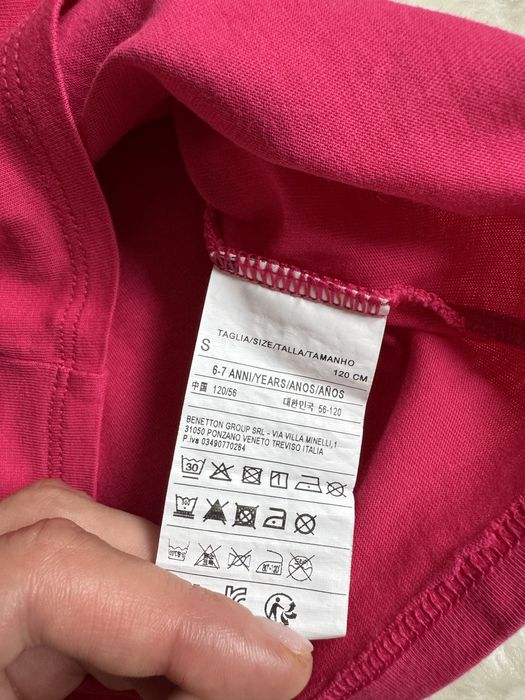 TAGLIA/SIZE/TALLA/TAMANHO
S 120 CM
6-7 ANNI/YEARS/ANOS/AÑOS
中国 120/56 대한민국 56-120
BENETTON GROUP SRL - VIA VILLA MINELLI,1
31050 PONZANO VENETO TREVISO ITALIA
P.iva 03490770264
30